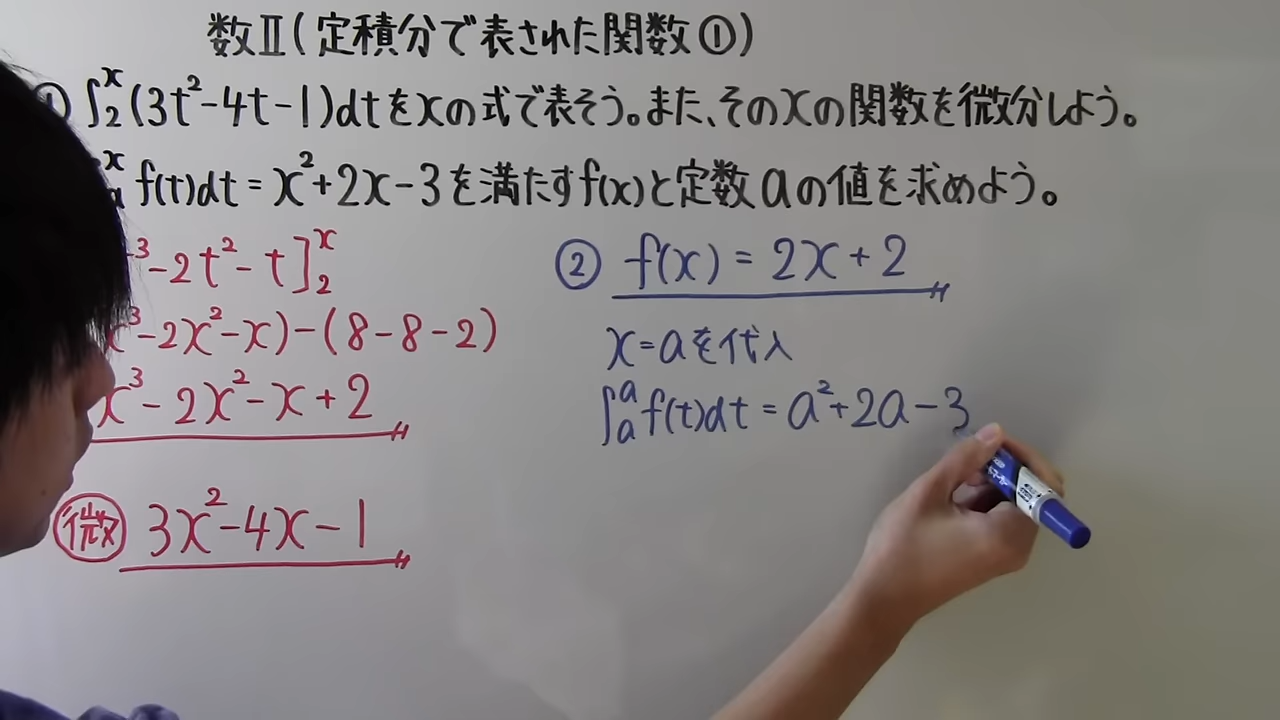 数Ⅱ(定積分で表された関数①)
∫₂ˣ(3t²-4t-1)dtをxの式で表そう。また、そのxの関数を微分しよう。
ˣₐ f(t)dt = x²+2x-3を満たすf(x)と定数aの値を求めよう。
³-2t²-t]₂ˣ
x³-2x²-x)-(8-8-2)
x³-2x²-x+2
微 3x²-4x-1
② f(x) = 2x+2
x=aを代入
∫ₐᵃ f(t)dt = a²+2a-3